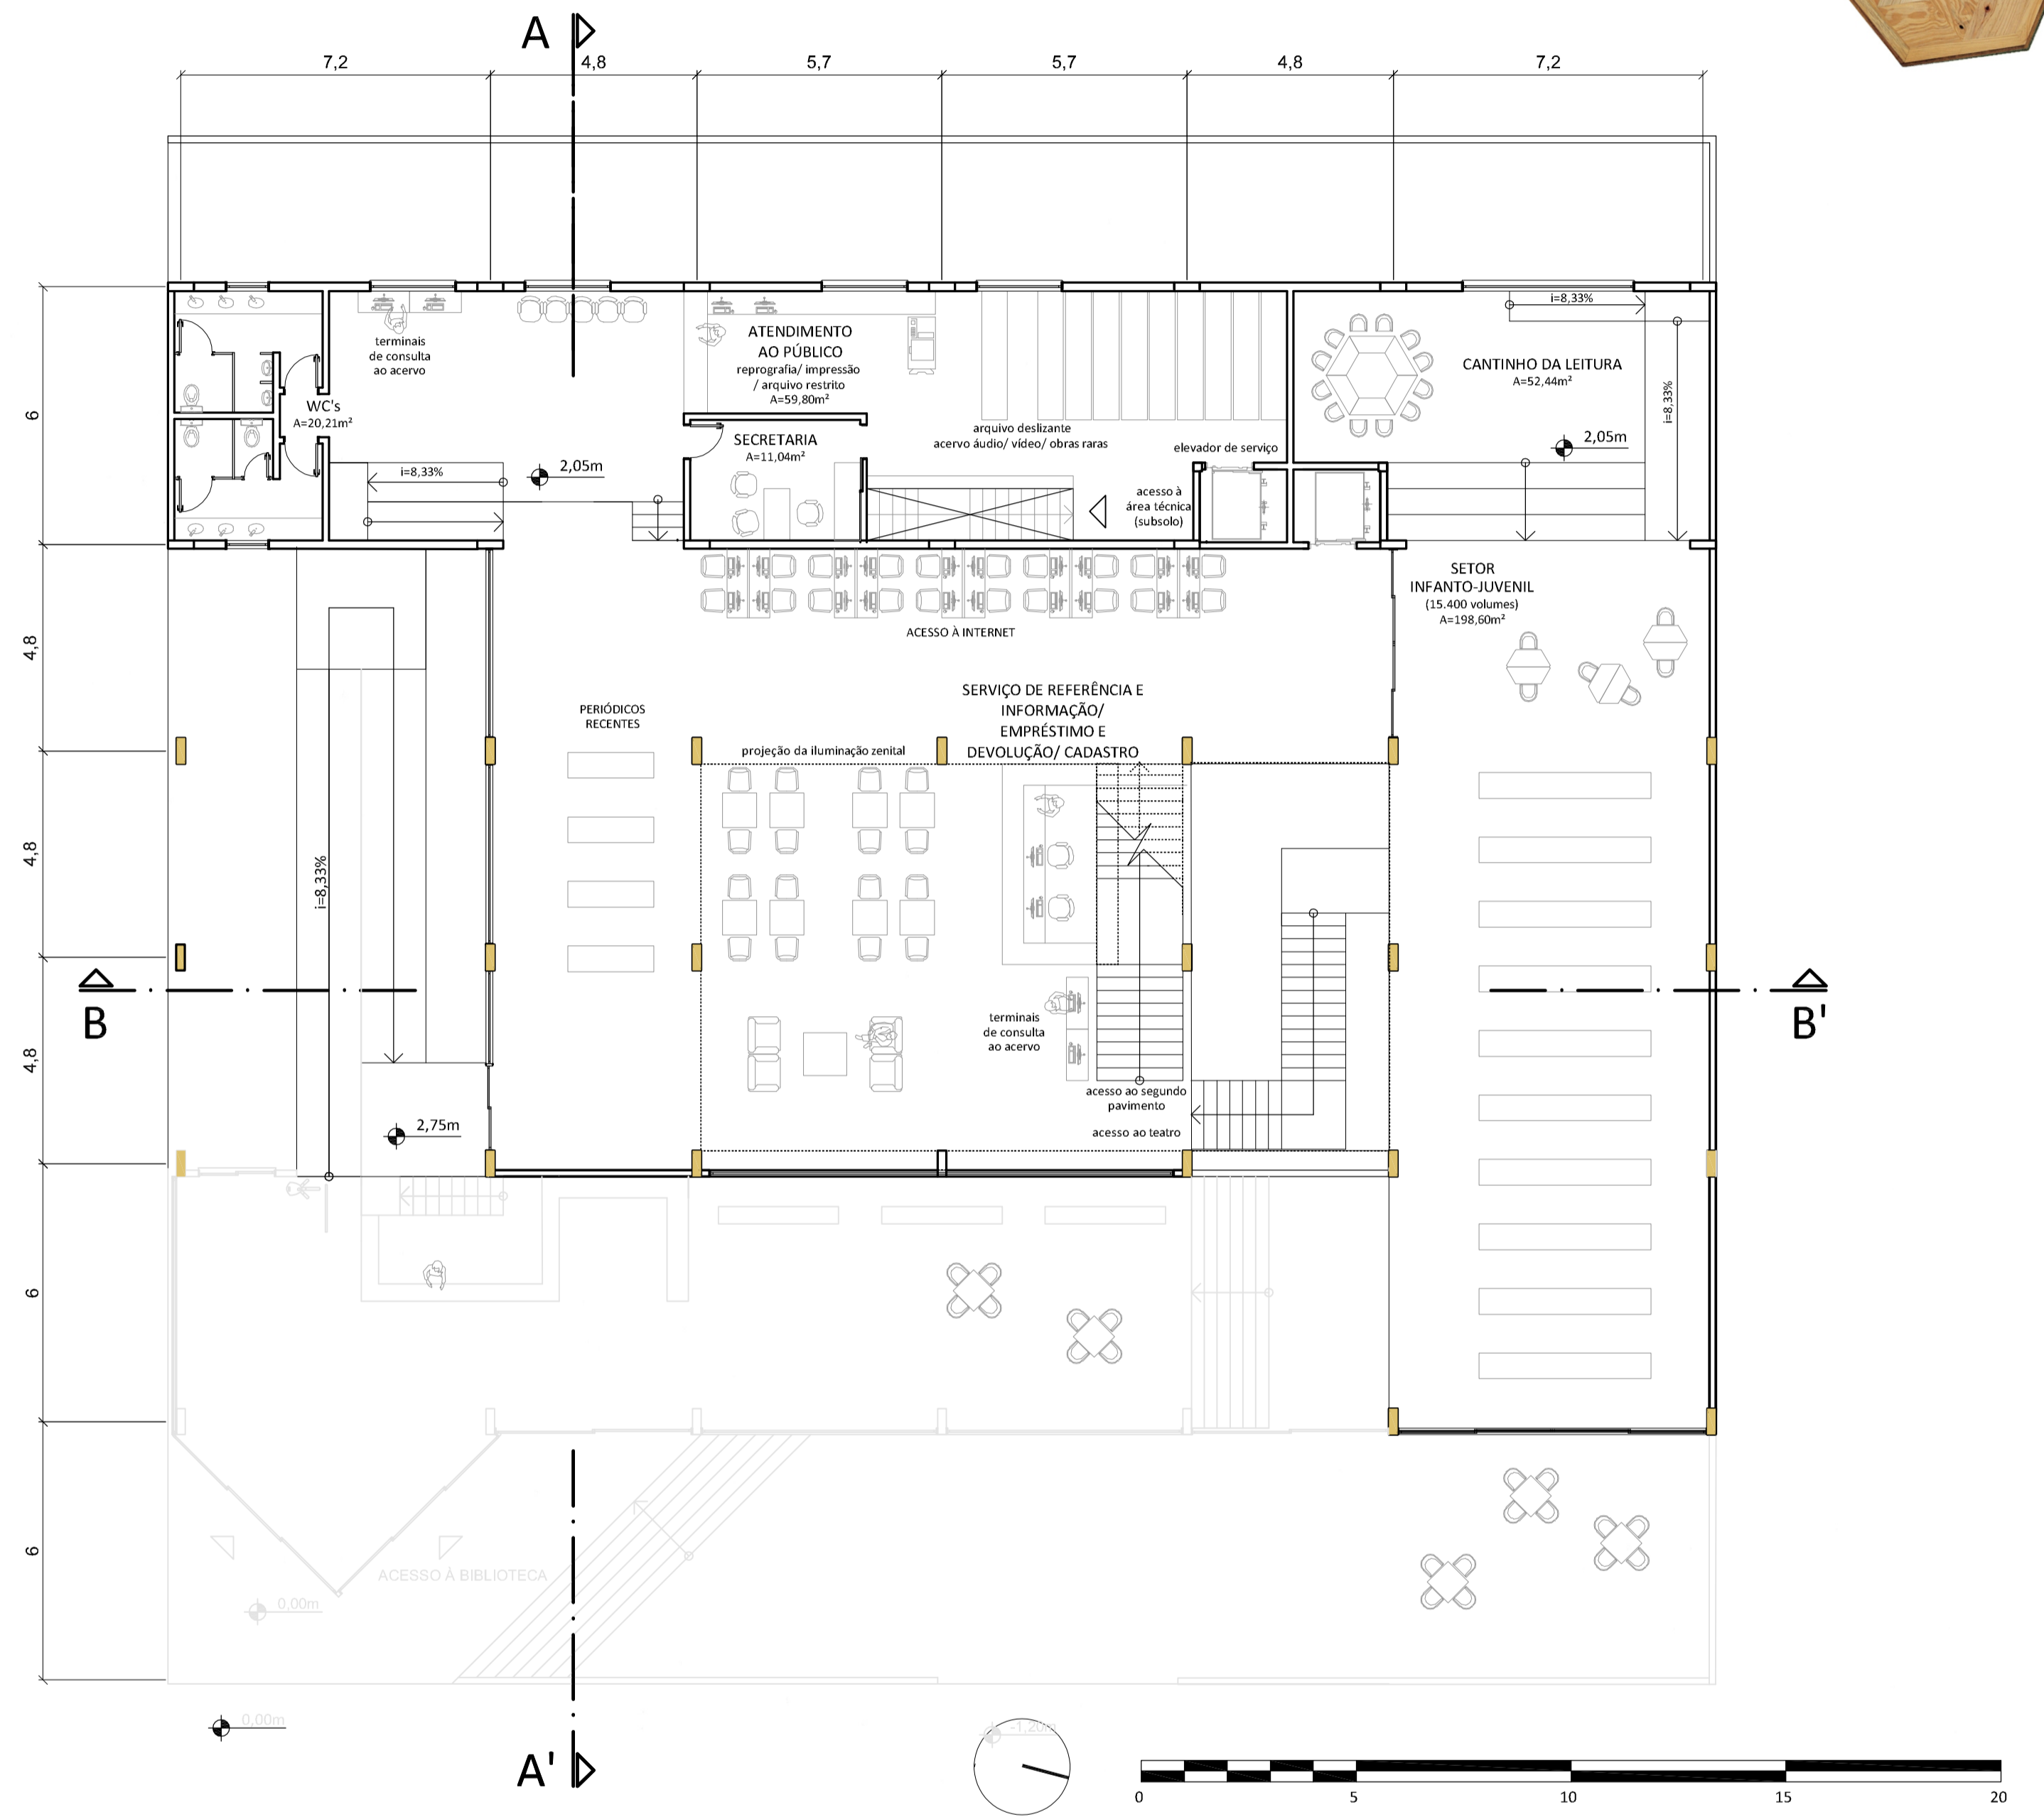 A
7,2
4,8
5,7
5,7
4,8
7,2
i=8,33%
terminais
de consulta
ao acervo
ATENDIMENTO
AO PÚBLICO
reprografia/ impressão
/ arquivo restrito
A=59,80m²
CANTINHO DA LEITURA
A=52,44m²
i=8,33%
6
WC's
A=20,21m²
SECRETARIA
A=11,04m²
arquivo deslizante
acervo áudio/ vídeo/ obras raras
elevador de serviço
2,05m
i=8,33%
2,05m
acesso à
área técnica
(subsolo)
SETOR
INFANTO-JUVENIL
(15.400 volumes)
A=198,60m²
ACESSO À INTERNET
4,8
PERIÓDICOS
RECENTES
SERVIÇO DE REFERÊNCIA E
INFORMAÇÃO/
EMPRÉSTIMO E
DEVOLUÇÃO/ CADASTRO
projeção da iluminação zenital
4,8
i=8,33%
B
B'
terminais
de consulta
ao acervo
4,8
acesso ao segundo
pavimento
2,75m
acesso ao teatro
6
6
ACESSO À BIBLIOTECA
0,00m
0,00m
-1,20m
A'
0
5
10
15
20